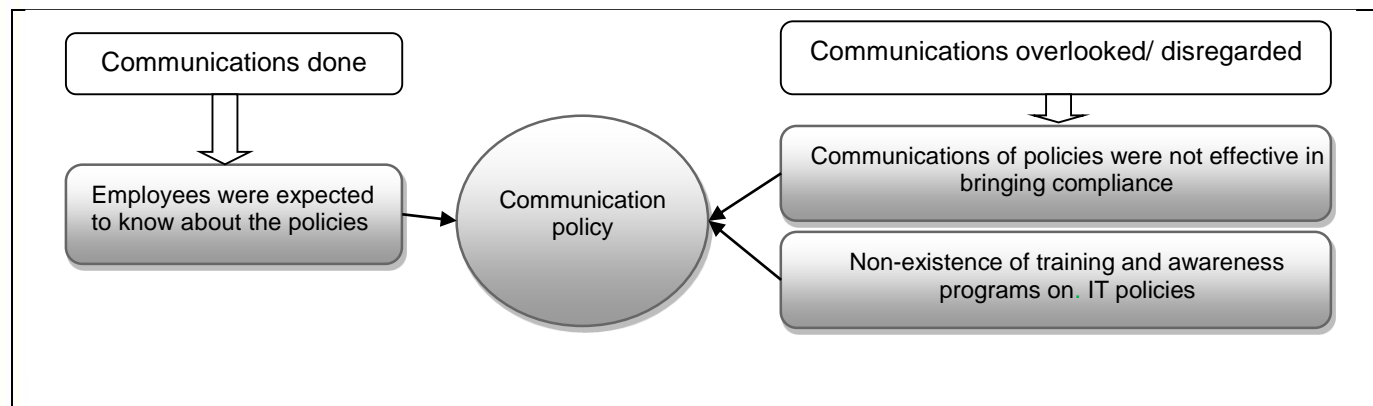 Communications done
Employees were expected
to know about the policies
Communication
policy
Communications overlooked/ disregarded
Communications of policies were not effective in
bringing compliance
Non-existence of training and awareness
programs on. IT policies